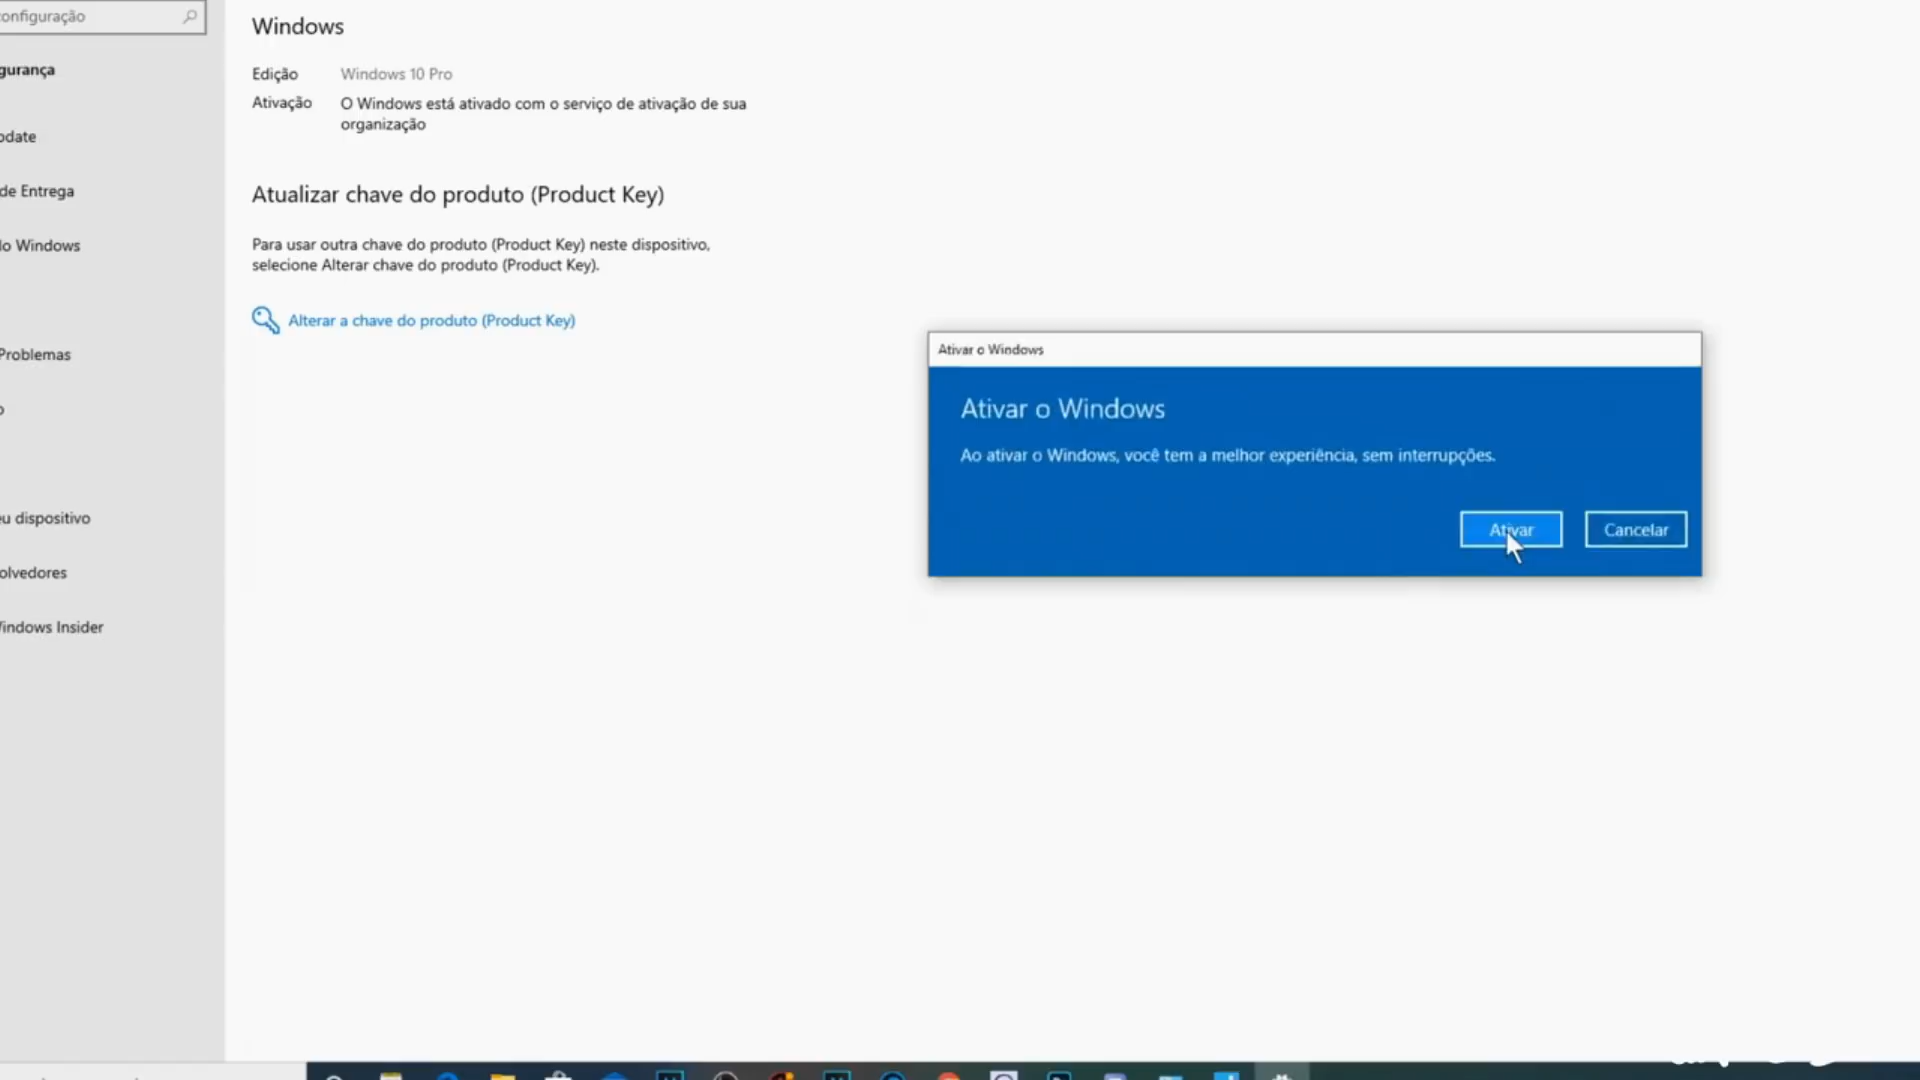 onfiguração
gurança
odate
de Entrega
lo Windows
Problemas
o
eu dispositivo
olvedores
Windows Insider
Windows
Edição Windows 10 Pro
Ativação O Windows está ativado com o serviço de ativação de sua
organização
Atualizar chave do produto (Product Key)
Para usar outra chave do produto (Product Key) neste dispositivo,
selecione Alterar chave do produto (Product Key).
Alterar a chave do produto (Product Key)
Ativar o Windows
Ativar o Windows
Ao ativar o Windows, você tem a melhor experiência, sem interrupções.
Ativar Cancelar